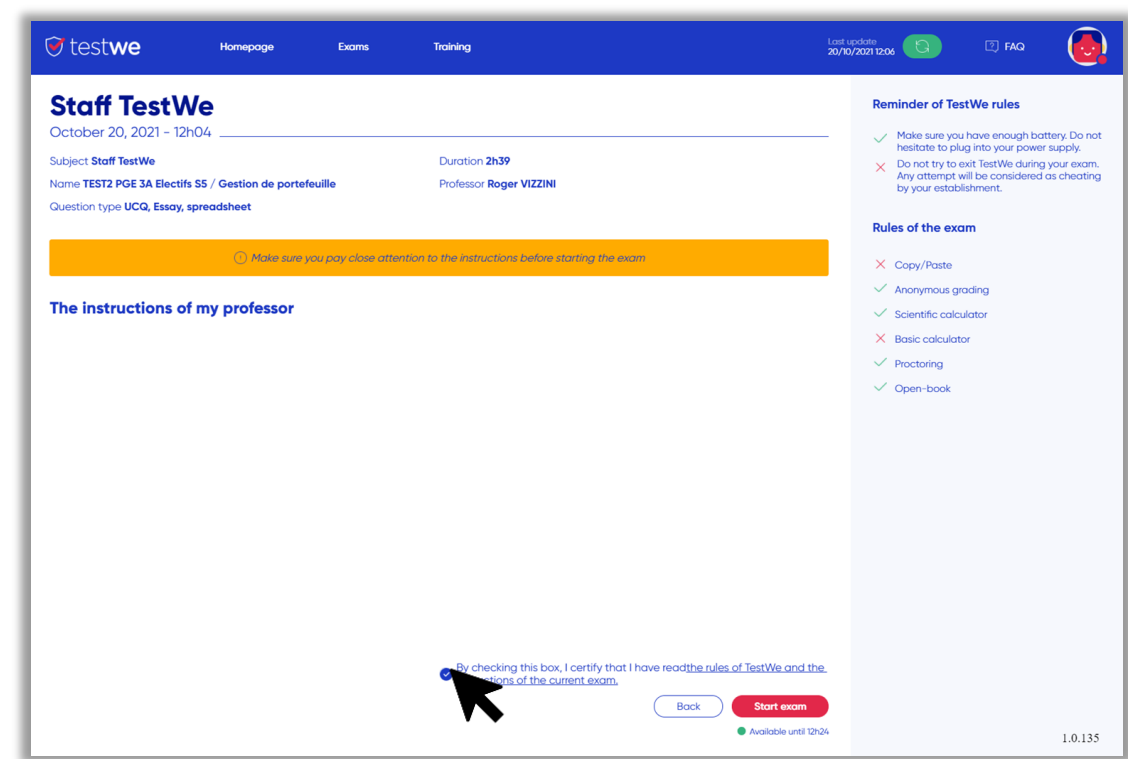 testwe
Homepage
Exams
Training
Last update
20/10/2021 12:06
FAQ
Staff TestWe
October 20, 2021 - 12h04
Subject Staff TestWe
Duration 2h39
Name TEST2 PGE 3A Electifs S5 / Gestion de portefeuille
Professor Roger VIZZINI
Question type UCQ, Essay, spreadsheet
Make sure you pay close attention to the instructions before starting the exam
The instructions of my professor
By checking this box, I certify that I have readthe rules of TestWe and the
of the current exam.
Back
Start exam
Available until 12h24
Reminder of TestWe rules
Make sure you have enough battery. Do not
hesitate to plug into your power supply.
Do not try to exit TestWe during your exam.
Any attempt will be considered as cheating
by your establishment.
Rules of the exam
Copy/Paste
Anonymous grading
Scientific calculator
Basic calculator
Proctoring
Open-book
1.0.135